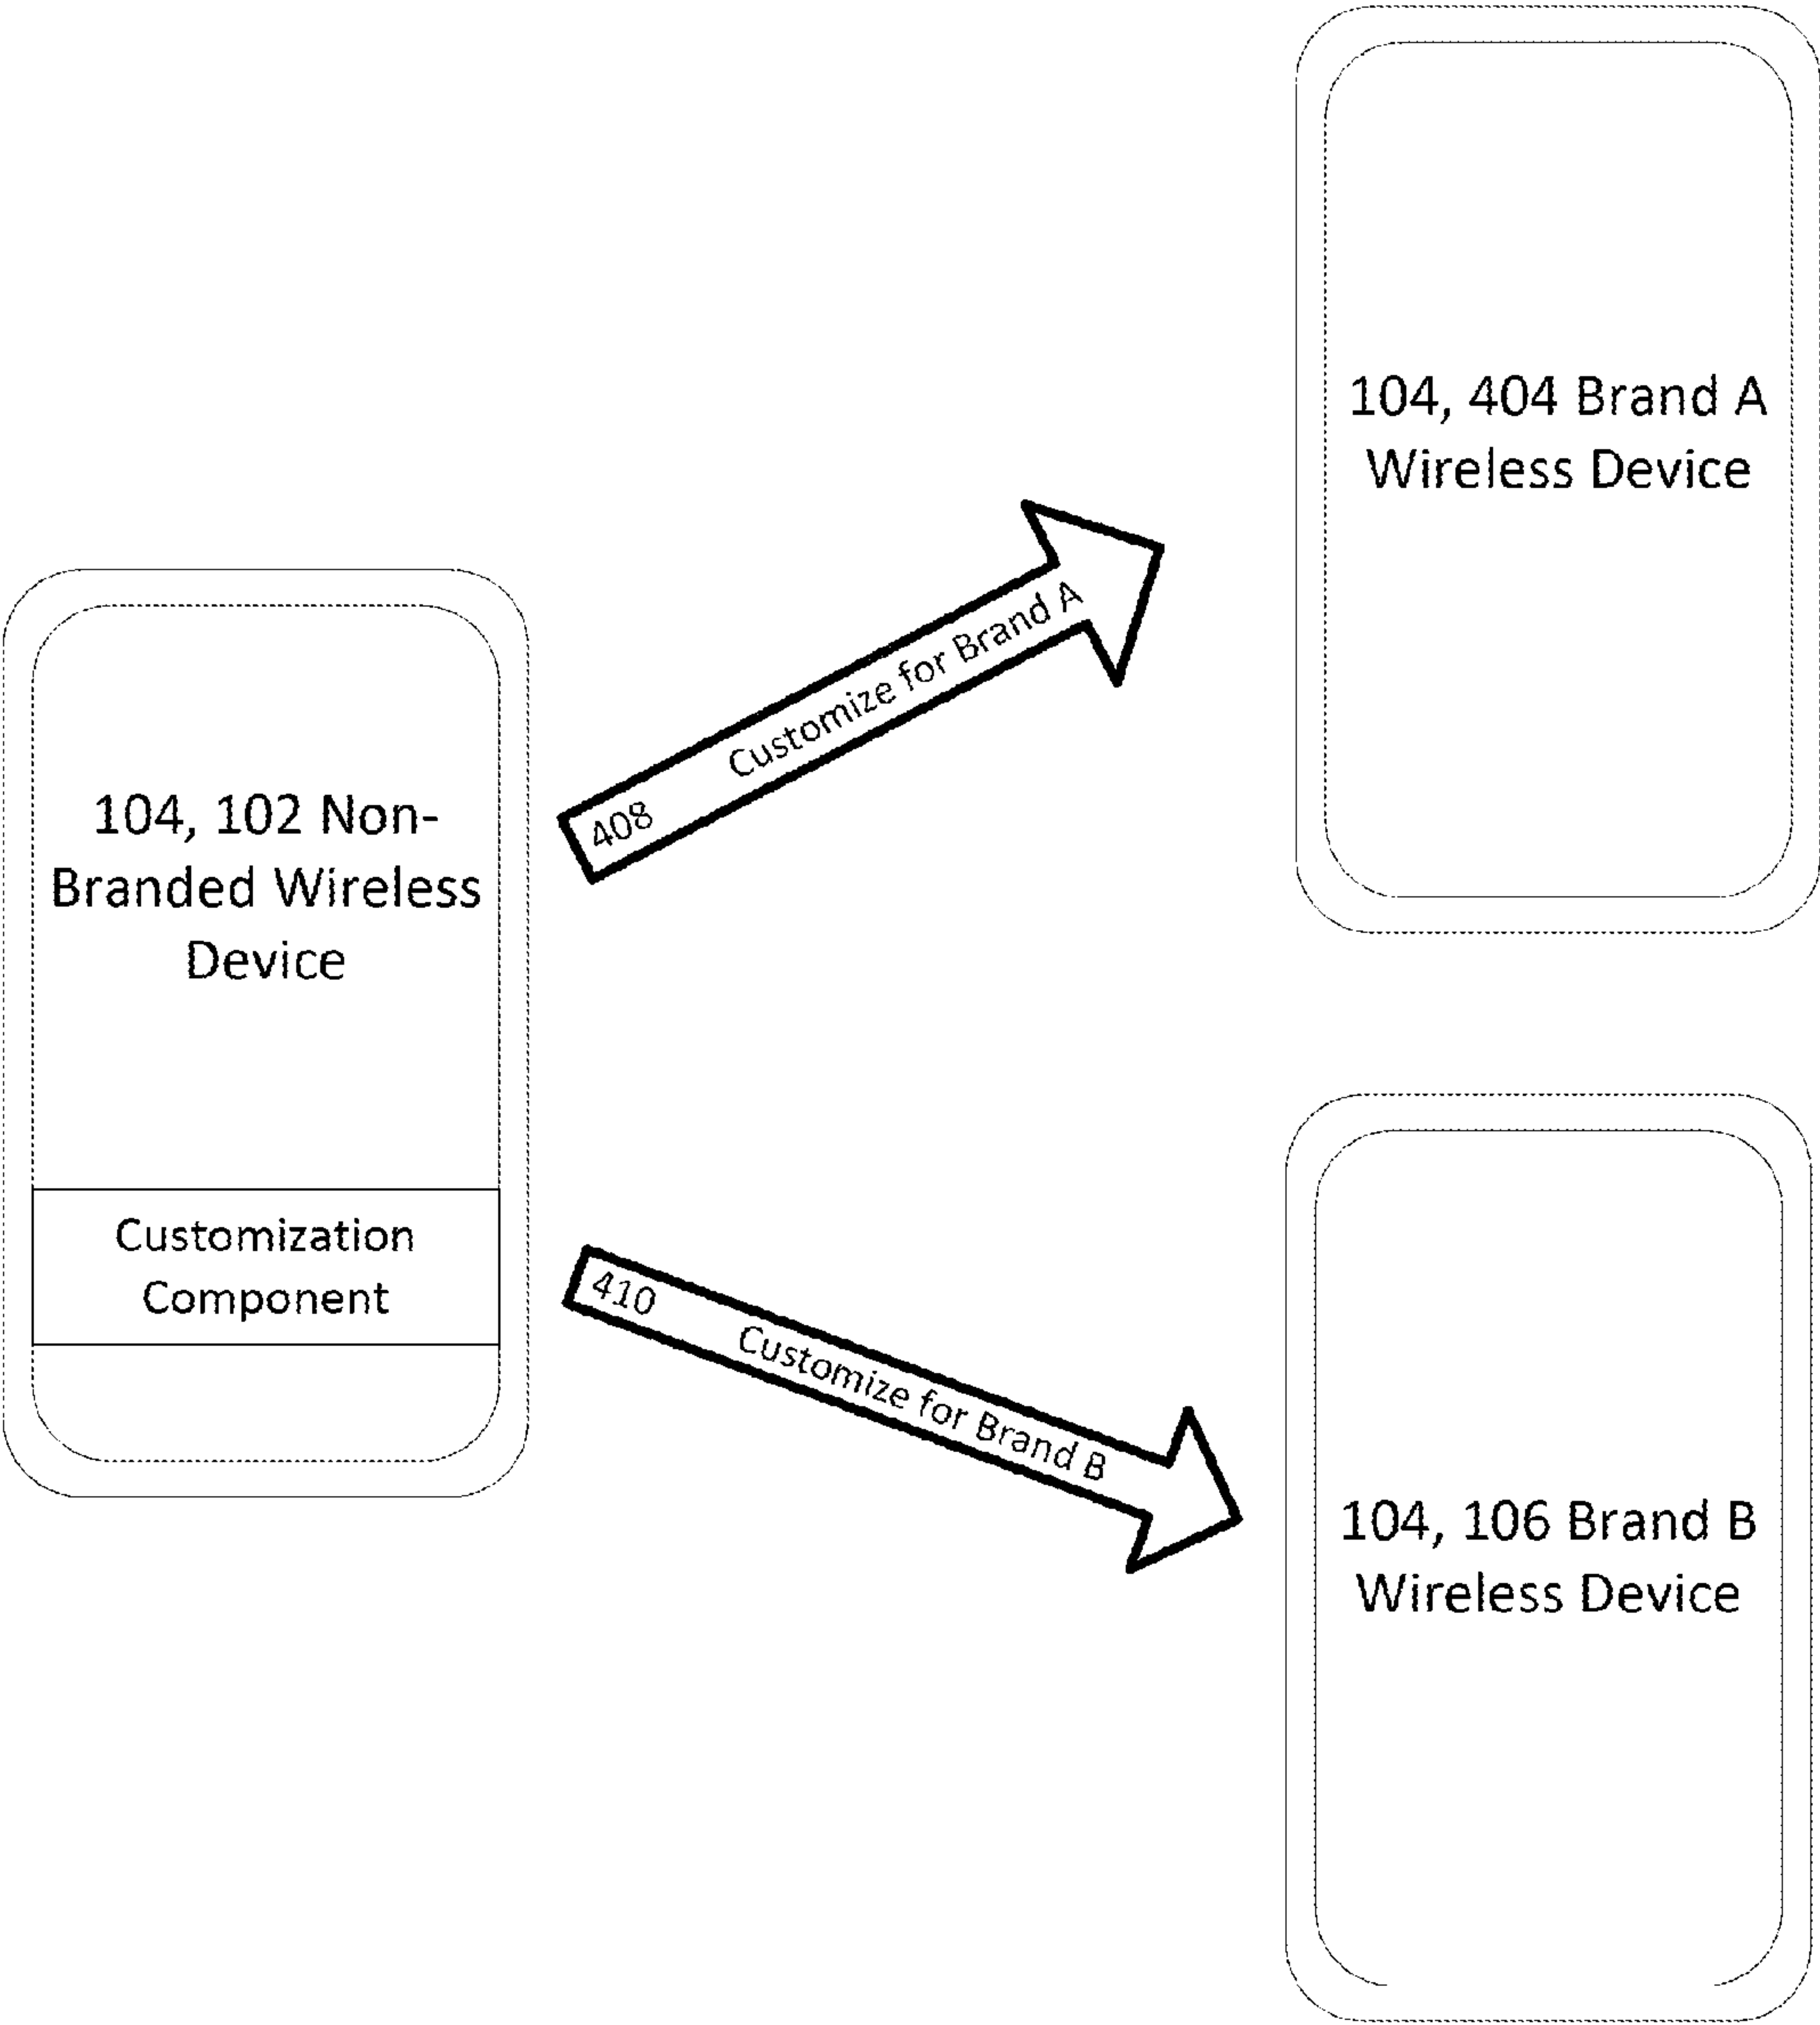 104, 404 Brand A
Wireless Device
Customize for Brand A
408
104, 102 Non-
Branded Wireless
Device
Customization
Component
410
Customize for Brand B
104, 106 Brand B
Wireless Device